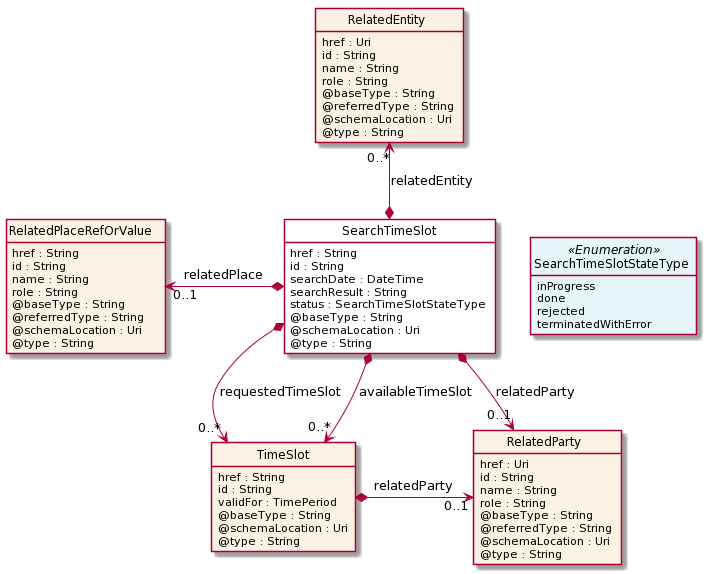 RelatedEntity
href : Uri
id : String
name : String
role : String
@baseType : String
@referredType : String
@schemaLocation : Uri
@type : String
0..*
relatedEntity
RelatedPlaceRefOrValue
href : String
id : String
name : String
role : String
@baseType : String
@referredType : String
@schemaLocation : Uri
@type : String
relatedPlace
0..1
SearchTimeSlot
href : String
id : String
searchDate : DateTime
searchResult : String
status : SearchTimeSlotStateType
@baseType : String
@schemaLocation : Uri
@type : String
«Enumeration»
SearchTimeSlotStateType
inProgress
done
rejected
terminatedWithError
requestedTimeSlot
0..*
availableTimeSlot
0..*
relatedParty
0..1
TimeSlot
href : String
id : String
validFor : TimePeriod
@baseType : String
@schemaLocation : Uri
@type : String
relatedParty
0..1
RelatedParty
href : Uri
id : String
name : String
role : String
@baseType : String
@referredType : String
@schemaLocation : Uri
@type : String